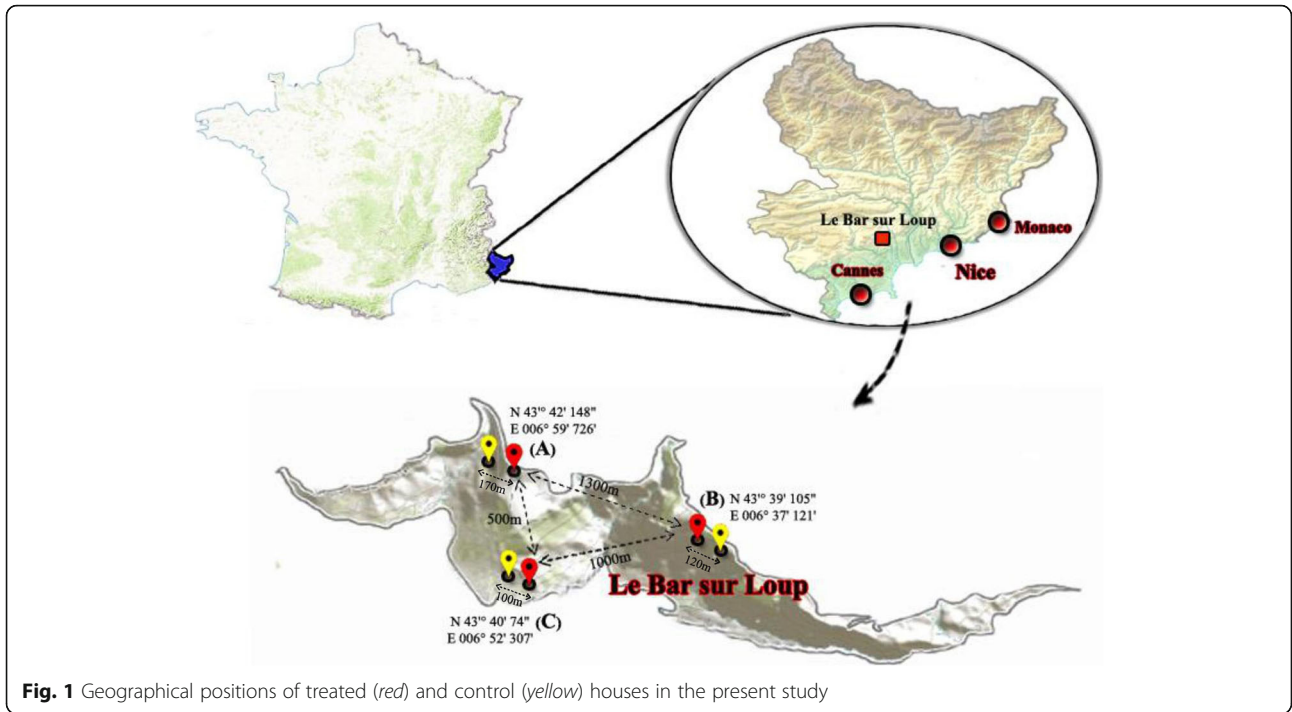 Le Bar sur Loup
Monaco
Nice
Cannes
N 43'° 42' 148"
E 006° 59' 726'
(A)
170m
1300m
500m
(B)
N 43'° 39' 105"
E 006° 37' 121'
120m
1000m
Le Bar sur Loup
100m
N 43'° 40' 74"
(C)
E 006° 52' 307'
Fig. 1 Geographical positions of treated (red) and control (yellow) houses in the present study